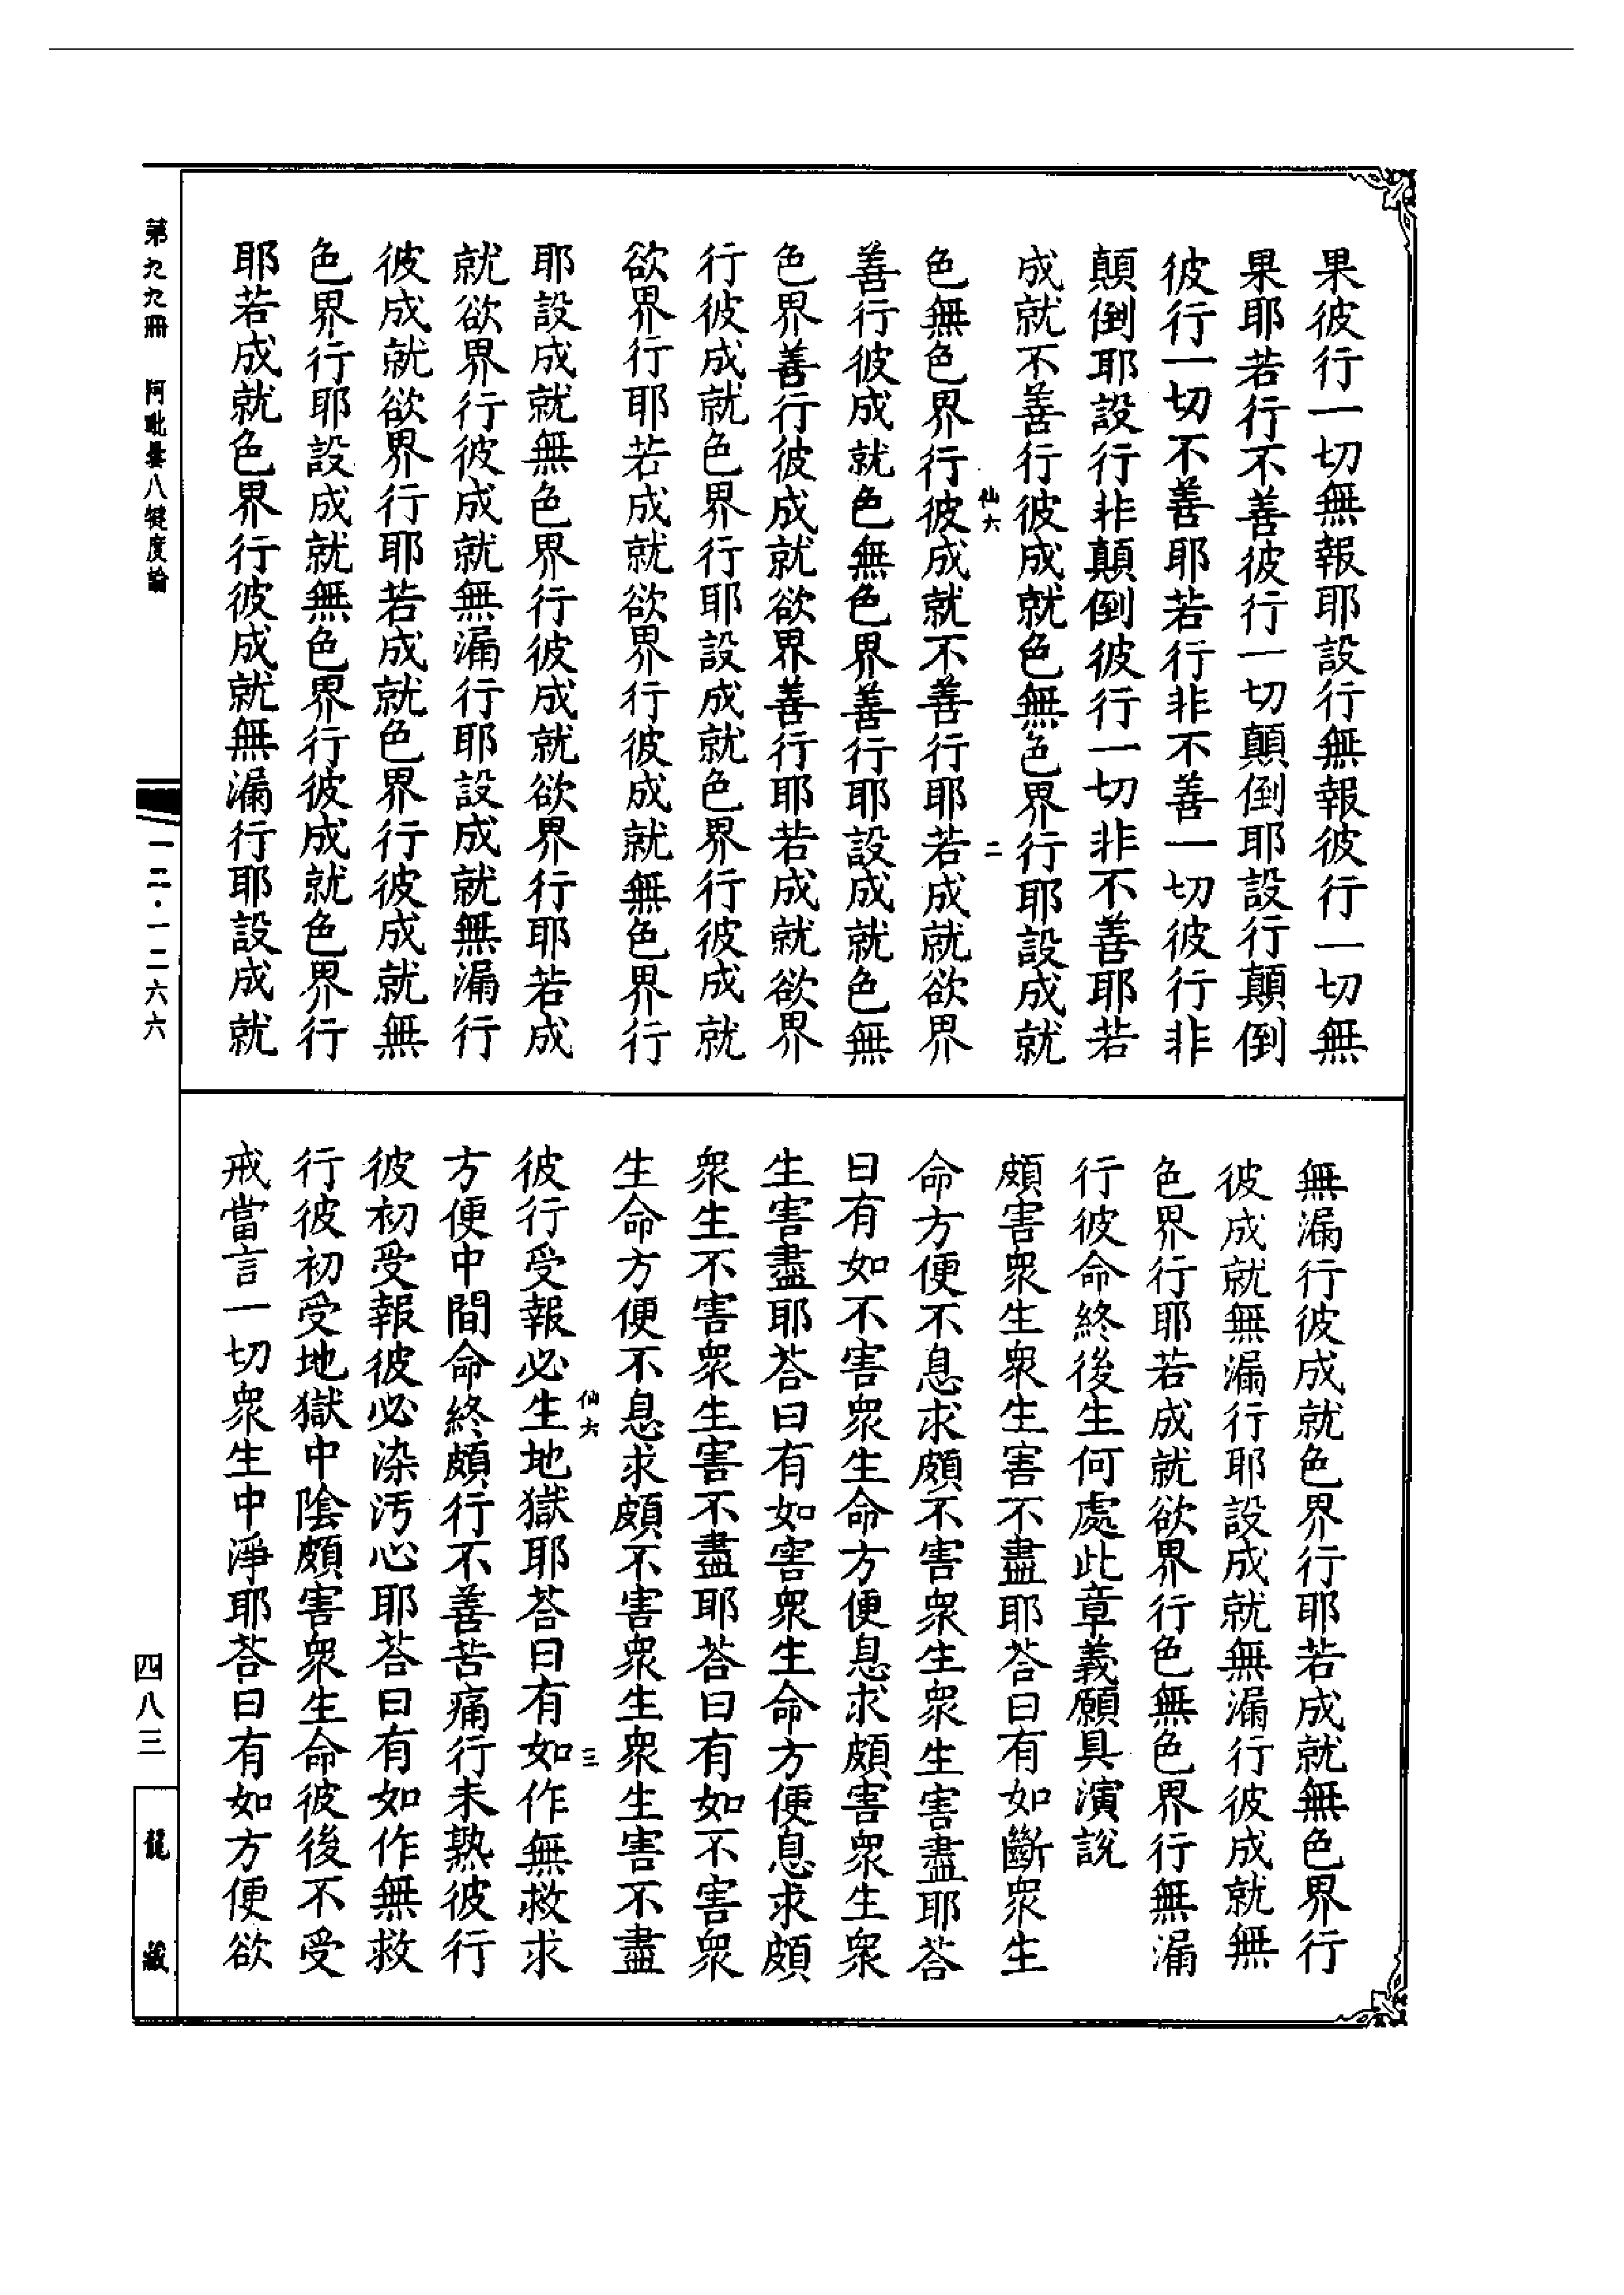 果彼行一切無報耶設行無報彼行一切無
果耶若行不善彼行一切顛倒耶設行顛倒
彼行一切不善耶若行非不善一切彼行非
顛倒耶設行非顛倒彼行一切非不善耶若
成就不善行彼成就色無色界行耶設成就
仙六 二
色無色界行彼成就不善行耶若成就欲界
善行彼成就色無色界善行耶設成就色無
色界善行彼成就欲界善行耶若成就欲界
行彼成就色界行耶設成就色界行彼成就
欲界行耶若成就欲界行彼成就無色界行
耶設成就無色界行彼成就欲界行耶若成
就欲界行彼成就無漏行耶設成就無漏行
彼成就欲界行耶若成就色界行彼成就無
色界行耶設成就無色界行彼成就色界行
耶若成就色界行彼成就無漏行耶設成就
無漏行彼成就色界行耶若成就無色界行
彼成就無漏行耶設成就無漏行彼成就無
色界行耶若成就欲界行色無色界行無漏
行彼命終後生何處此章義願具演說
頗害衆生衆生害不盡耶荅曰有如斷衆生
命方便不息求頗不害衆生衆生害盡耶荅
曰有如不害衆生命方便息求頗害衆生衆
生害盡耶荅曰有如害衆生命方便息求頗
衆生不害衆生害不盡耶荅曰有如不害衆
生命方便不息求頗不害衆生衆生害不盡
仙六 三
彼行受報必生地獄耶荅曰有如作無救求
方便中間命終頗行不善苦痛行未熟彼行
彼初受報彼必染汚心耶荅曰有如作無救
行彼初受地獄中陰頗害衆生命彼後不受
戒當言一切衆生中淨耶荅曰有如方便欲
第九九冊 阿毗曇八犍度論
一二·一二六六
四八三
龍藏